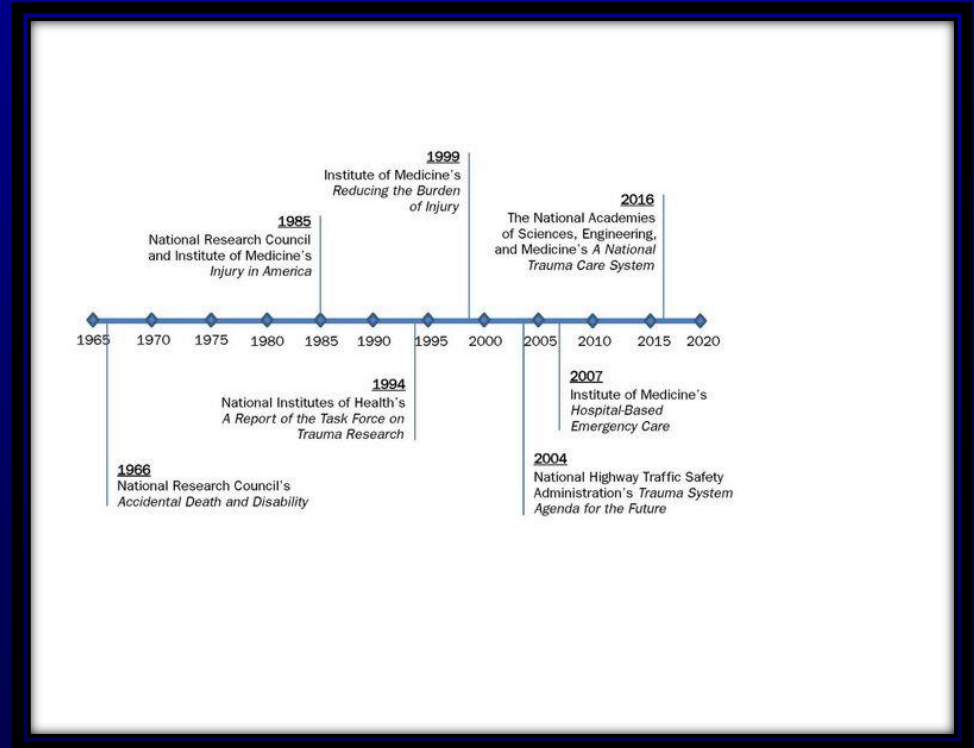 1999
Institute of Medicine's
Reducing the Burden
of Injury
2016
The National Academies
of Sciences, Engineering,
and Medicine's A National
Trauma Care System
1985
National Research Council
and Institute of Medicine's
Injury in America
1965 1970 1975 1980 1985 1990 1995 2000 2005 2010 2015 2020
1994
National Institutes of Health's
A Report of the Task Force on
Trauma Research
2007
Institute of Medicine's
Hospital-Based
Emergency Care
1966
National Research Council's
Accidental Death and Disability
2004
National Highway Traffic Safety
Administration's Trauma System
Agenda for the Future